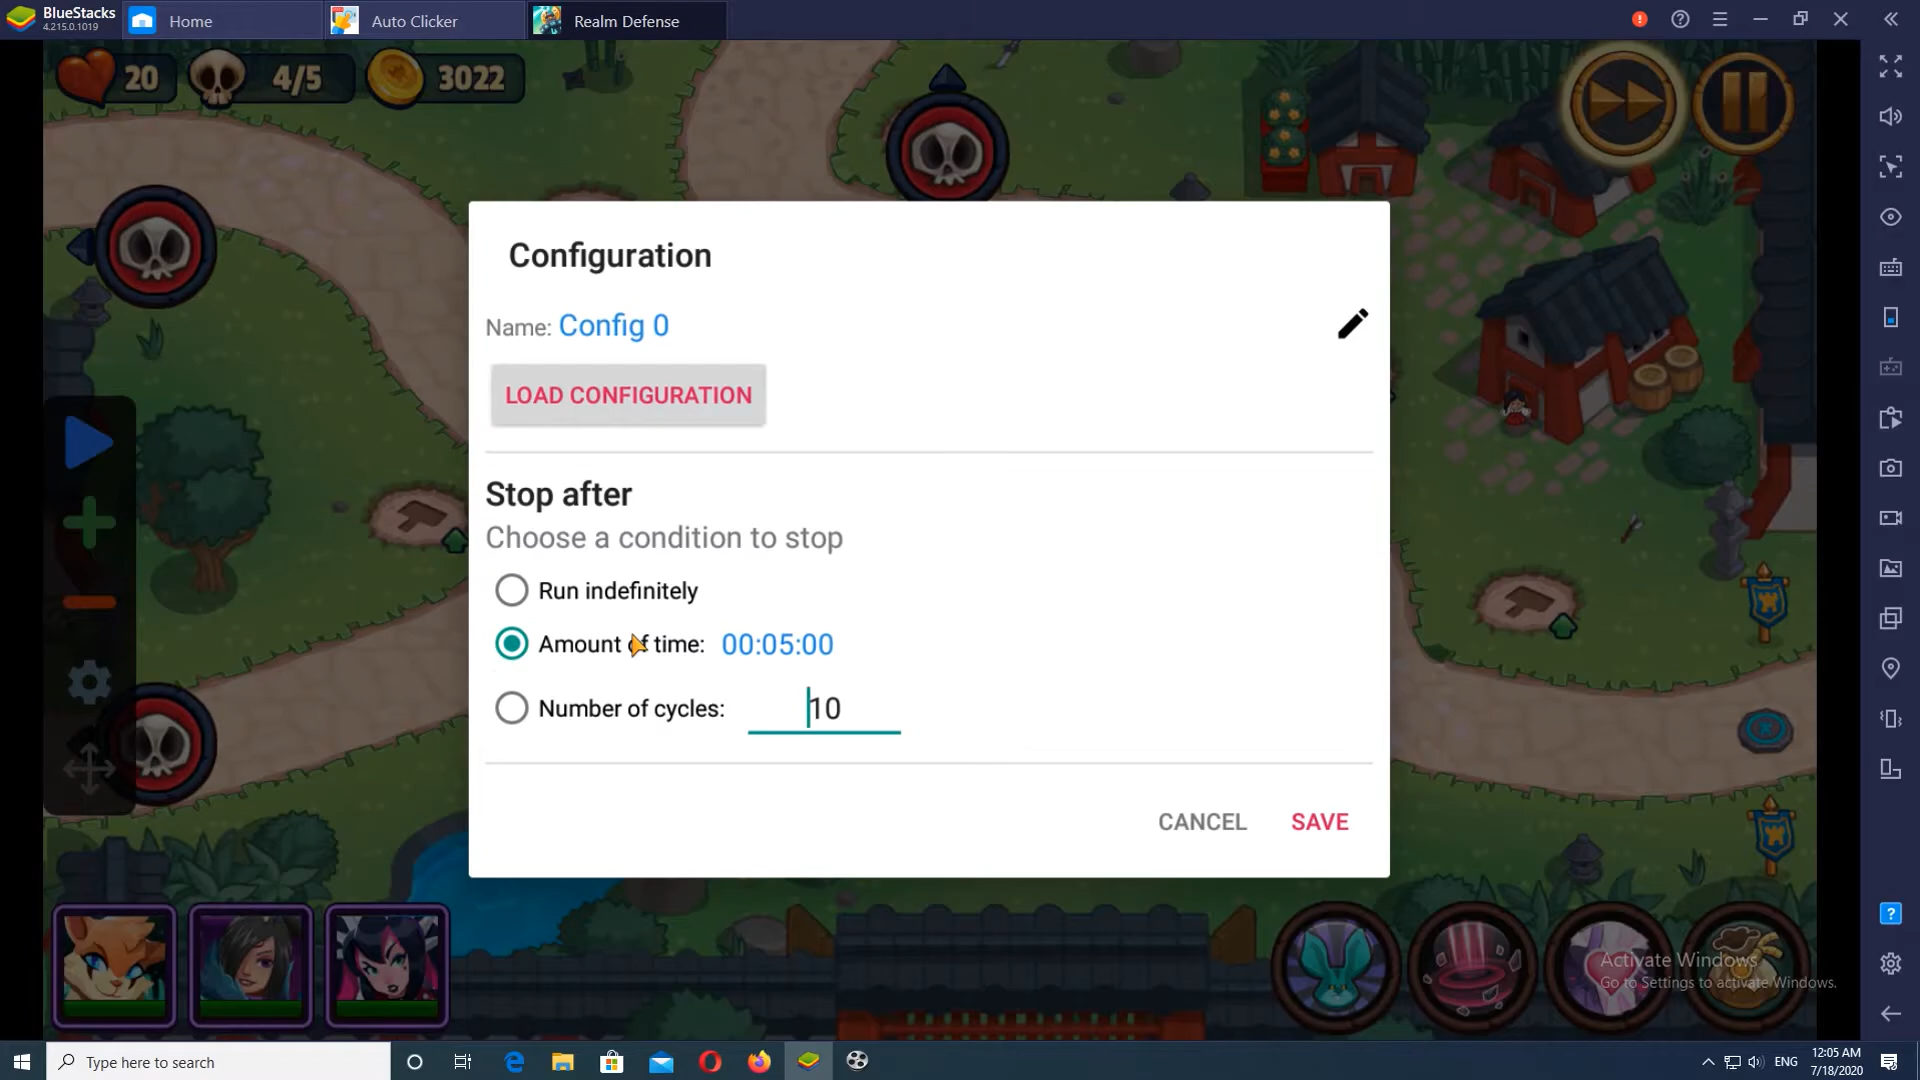 BlueStacks
4.215.0.1019
Home
Auto Clicker
Realm Defense
20
4/5
3022
Configuration
Name: Config 0
LOAD CONFIGURATION
Stop after
Choose a condition to stop
Run indefinitely
Amount of time: 00:05:00
Number of cycles: 10
CANCEL
SAVE
Activate Windows
Go to Settings to activate Windows.
Type here to search
ENG
12:05 AM
7/18/2020